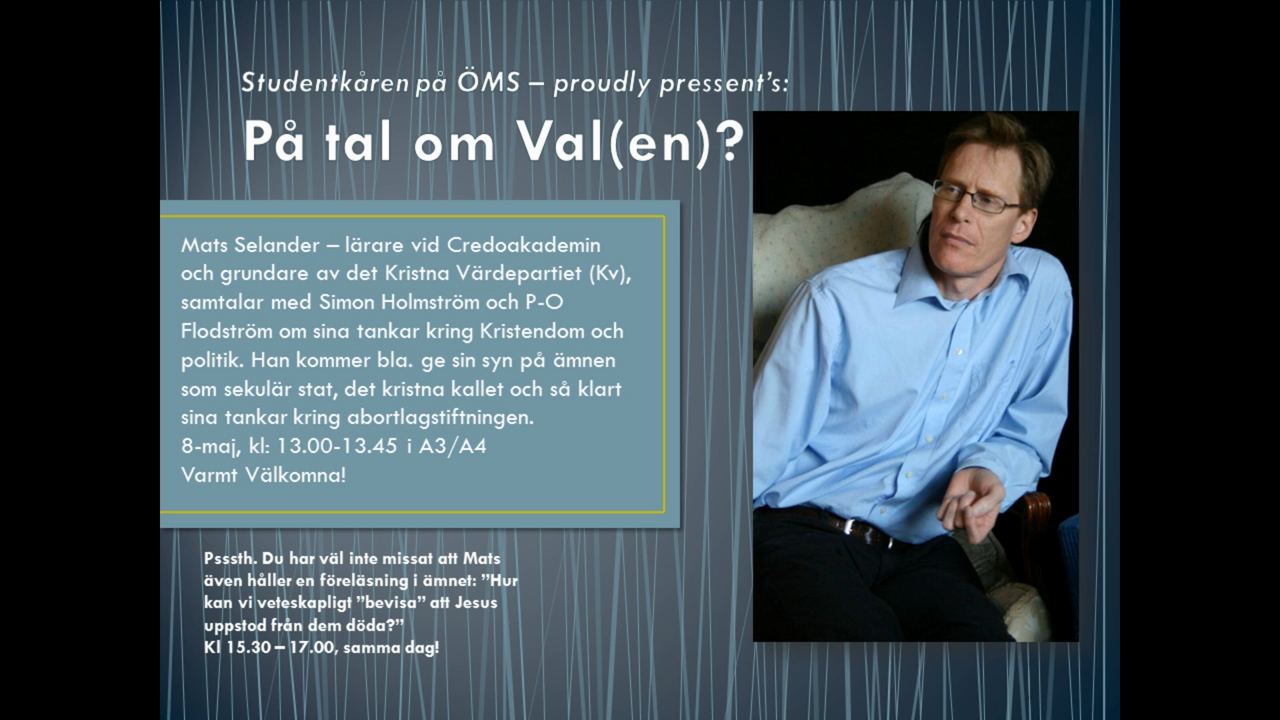 Studentkåren på ÖMS – proudly pressent’s:
På tal om Val(en)?
Mats Selander – lärare vid Credoakademin
och grundare av det Kristna Värdepartiet (Kv),
samtalar med Simon Holmström och P-O
Flodström om sina tankar kring Kristendom och
politik. Han kommer bla. ge sin syn på ämnen
som sekulär stat, det kristna kallet och så klart
sina tankar kring abortlagstiftningen.
8-maj, kl: 13.00-13.45 i A3/A4
Varmt Välkomna!
Psssth. Du har väl inte missat att Mats
även håller en föreläsning i ämnet: ”Hur
kan vi veteskapligt ”bevisa” att Jesus
uppstod från dem döda?”
Kl 15.30 – 17.00, samma dag!